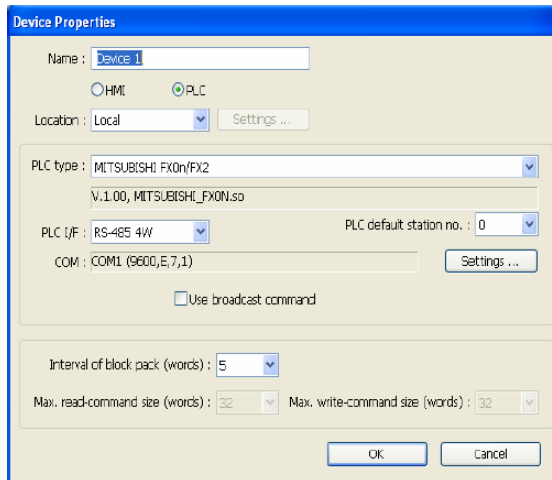 Device Properties
Name : Device 1
HMI PLC
Location : Local Settings ...
PLC type : MITSUBISHI FX0n/FX2
V.1.00, MITSUBISHI_FX0N.so
PLC I/F : RS-485 4W PLC default station no. : 0
COM : COM1 (9600,E,7,1) Settings ...
Use broadcast command
Interval of block pack (words) : 5
Max. read-command size (words) : 32 Max. write-command size (words) : 32
OK Cancel